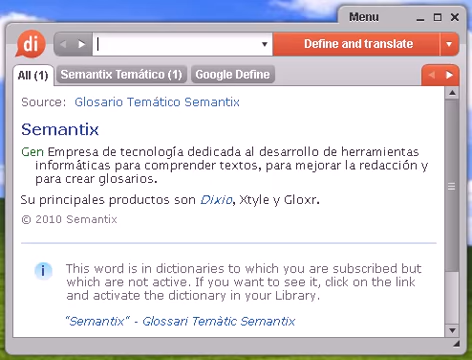 Menu
di
Define and translate
All (1)
Semantix Temático (1)
Google Define
Source: Glosario Temático Semantix
Semantix
Gen Empresa de tecnología dedicada al desarrollo de herramientas
informáticas para comprender textos, para mejorar la redacción y
para crear glosarios.
Su principales productos son Dixio, Xtyle y Gloxr.
© 2010 Semantix
i
This word is in dictionaries to which you are subscribed but
which are not active. If you want to see it, click on the link
and activate the dictionary in your Library.
"Semantix" - Glossari Temàtic Semantix